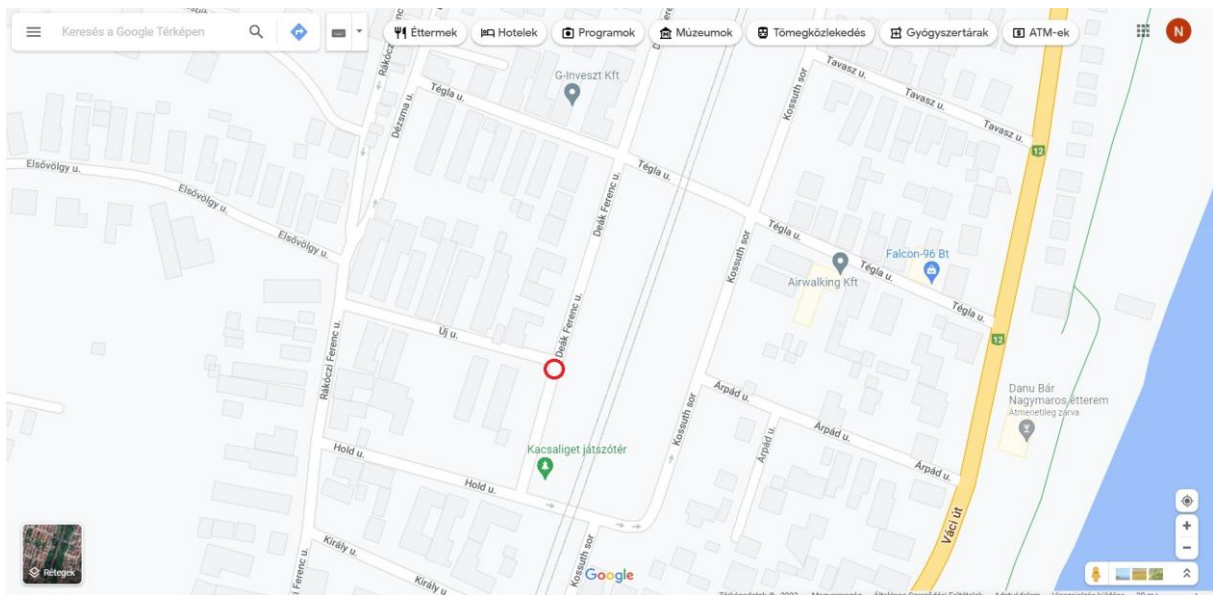 Keresés a Google Térképen
Éttermek
Hotelek
Programok
Múzeumok
Tömegközlekedés
Gyógyszertárak
ATM-ek
N
G-Inveszt Kft
Tavasz u.
Tavasz u.
Tavasz u.
Kossuth sor
Tégla u.
Dézsma u.
12
Elsővölgy u.
Elsővölgy u.
Elsővölgy u.
Tégla u.
Deák Ferenc u.
Tégla u.
Kossuth sor
Falcon-96 Bt
Tégla u.
Airwalking Kft
Tégla u.
12
Új u.
Deák Ferenc u.
Rákóczi Ferenc u.
Árpád u.
Danu Bár
Nagymaros étterem
Átmenetileg zárva
Kossuth sor
Árpád u.
Árpád u.
Árpád u.
Hold u.
Kacsaliget játszótér
Hold u.
Váci út
Király u.
Király u.
Kossuth sor
Ferenc u.
Rétegek
Google